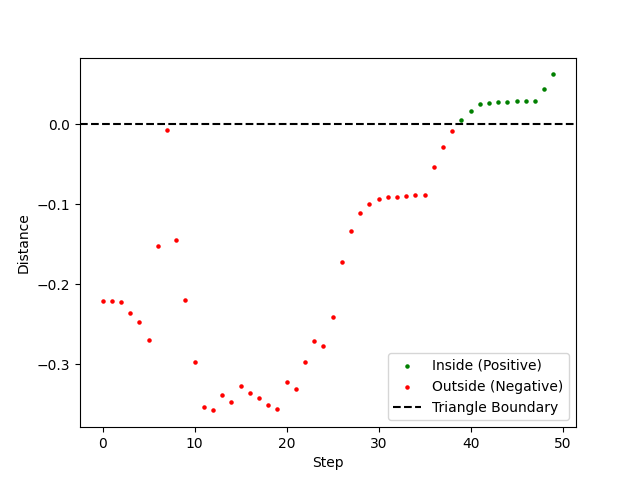 0.0
−0.1
−0.2
−0.3
Distance
0
10
20
30
40
50
Step
Inside (Positive)
Outside (Negative)
Triangle Boundary